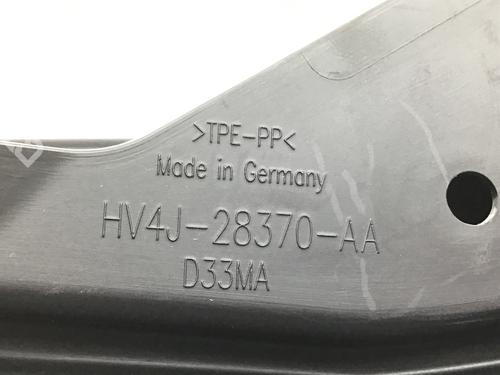 >TPE-PP<
Made in Germany
HV4J-28370-AA
D33MA